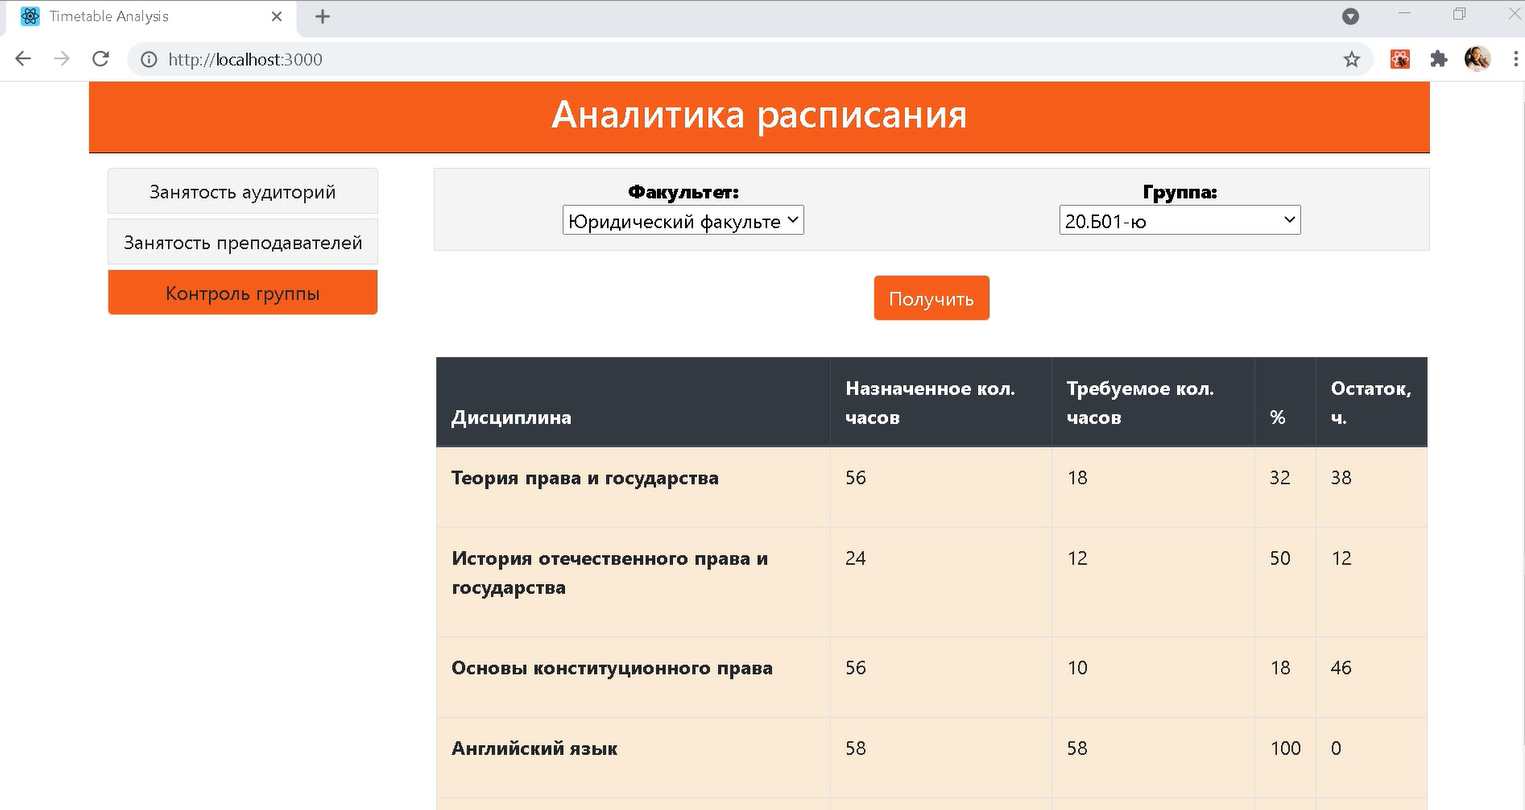 Timetable Analysis
http://localhost:3000
Аналитика расписания
Занятость аудиторий
Занятость преподавателей
Контроль группы
Факультет:
Юридический факульте
Группа:
20.Б01-ю
Получить
Дисциплина
Назначенное кол.
часов
Требуемое кол.
часов
%
Остаток,
ч.
Теория права и государства
56
18
32
38
История отечественного права и
государства
24
12
50
12
Основы конституционного права
56
10
18
46
Английский язык
58
58
100
0